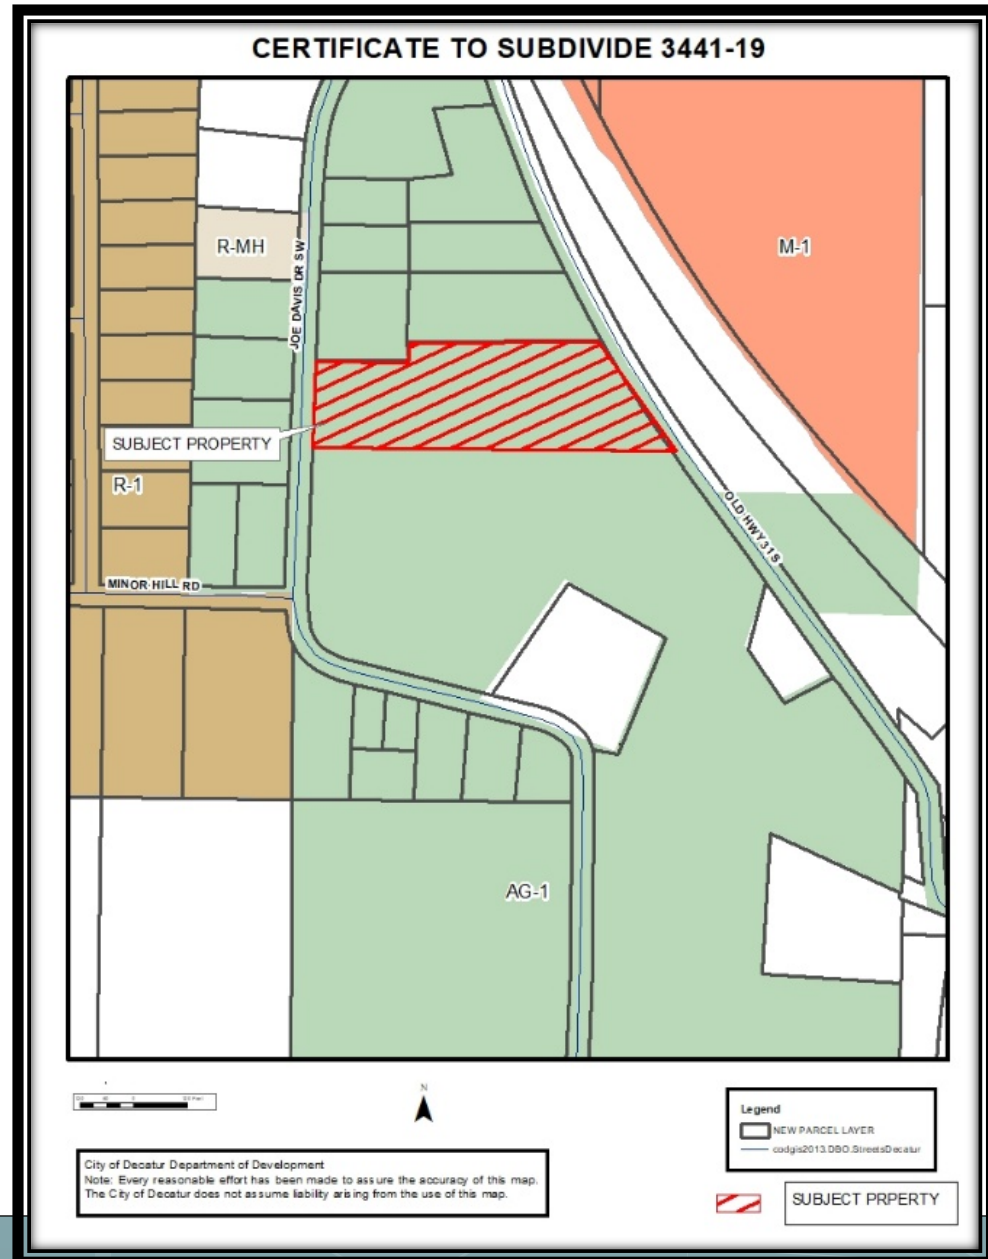 CERTIFICATE TO SUBDIVIDE 3441-19
R-MH
M-1
JOE DAVIS DR SW
SUBJECT PROPERTY
R-1
OLD HWY 31 S
MINOR HILL RD
AG-1
N
Legend
NEW PARCEL LAYER
codgis2013.DBO.StreetsDecatur
City of Decatur Department of Development
Note: Every reasonable effort has been made to assure the accuracy of this map.
The City of Decatur does not assume liability arising from the use of this map.
SUBJECT PRPERTY